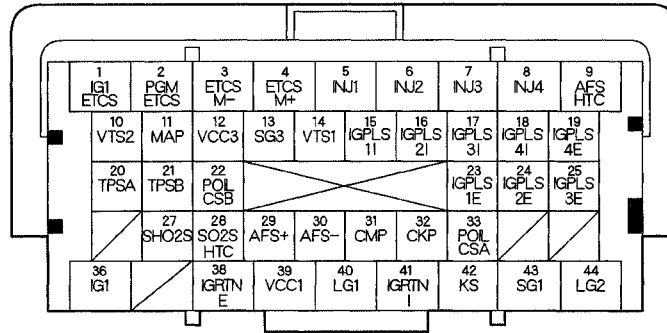 1 2 3 4 5 6 7 8 9
IG1 PGM ETCS ETCS INJ1 INJ2 INJ3 INJ4 AFS
ETCS ETCS M- M+ HTC
10 11 12 13 14 15 16 17 18 19
VTS2 MAP VCC3 SG3 VTS1 IGPLS IGPLS IGPLS IGPLS IGPLS
1I 2I 3I 4I 4E
20 21 22 23 24 25
TPSA TPSB POIL IGPLS IGPLS IGPLS
CSB 1E 2E 3E
27 28 29 30 31 32 33
SHO2S SO2S AFS+ AFS- CMP CKP POIL
HTC CSA
36 38 39 40 41 42 43 44
IG1 IGRTN VCC1 LG1 IGRTN KS SG1 LG2
E I